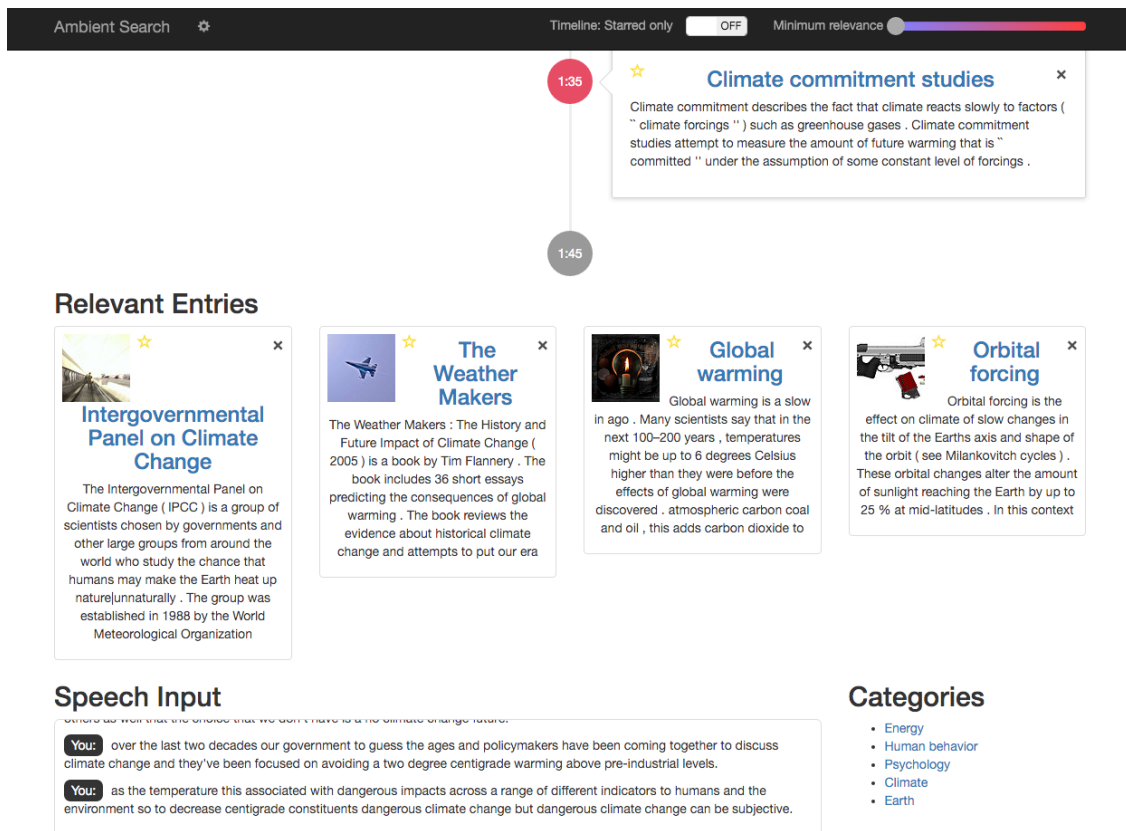 Ambient Search
Timeline: Starred only OFF Minimum relevance
1:35
Climate commitment studies ×
Climate commitment describes the fact that climate reacts slowly to factors (
`` climate forcings '' ) such as greenhouse gases . Climate commitment
studies attempt to measure the amount of future warming that is ``
committed '' under the assumption of some constant level of forcings .
1:45
Relevant Entries
×
Intergovernmental
Panel on Climate
Change
The Intergovernmental Panel on
Climate Change ( IPCC ) is a group of
scientists chosen by governments and
other large groups from around the
world who study the chance that
humans may make the Earth heat up
nature|unnaturally . The group was
established in 1988 by the World
Meteorological Organization
×
The
Weather
Makers
The Weather Makers : The History and
Future Impact of Climate Change (
2005 ) is a book by Tim Flannery . The
book includes 36 short essays
predicting the consequences of global
warming . The book reviews the
evidence about historical climate
change and attempts to put our era
×
Global
warming
Global warming is a slow
in ago . Many scientists say that in the
next 100–200 years , temperatures
might be up to 6 degrees Celsius
higher than they were before the
effects of global warming were
discovered . atmospheric carbon coal
and oil , this adds carbon dioxide to
×
Orbital
forcing
Orbital forcing is the
effect on climate of slow changes in
the tilt of the Earths axis and shape of
the orbit ( see Milankovitch cycles ) .
These orbital changes alter the amount
of sunlight reaching the Earth by up to
25 % at mid-latitudes . In this context
Speech Input
others as well that the choice that we don't have is a no climate change future.
You: over the last two decades our government to guess the ages and policymakers have been coming together to discuss
climate change and they've been focused on avoiding a two degree centigrade warming above pre-industrial levels.
You: as the temperature this associated with dangerous impacts across a range of different indicators to humans and the
environment so to decrease centigrade constituents dangerous climate change but dangerous climate change can be subjective.
Categories
Energy
Human behavior
Psychology
Climate
Earth